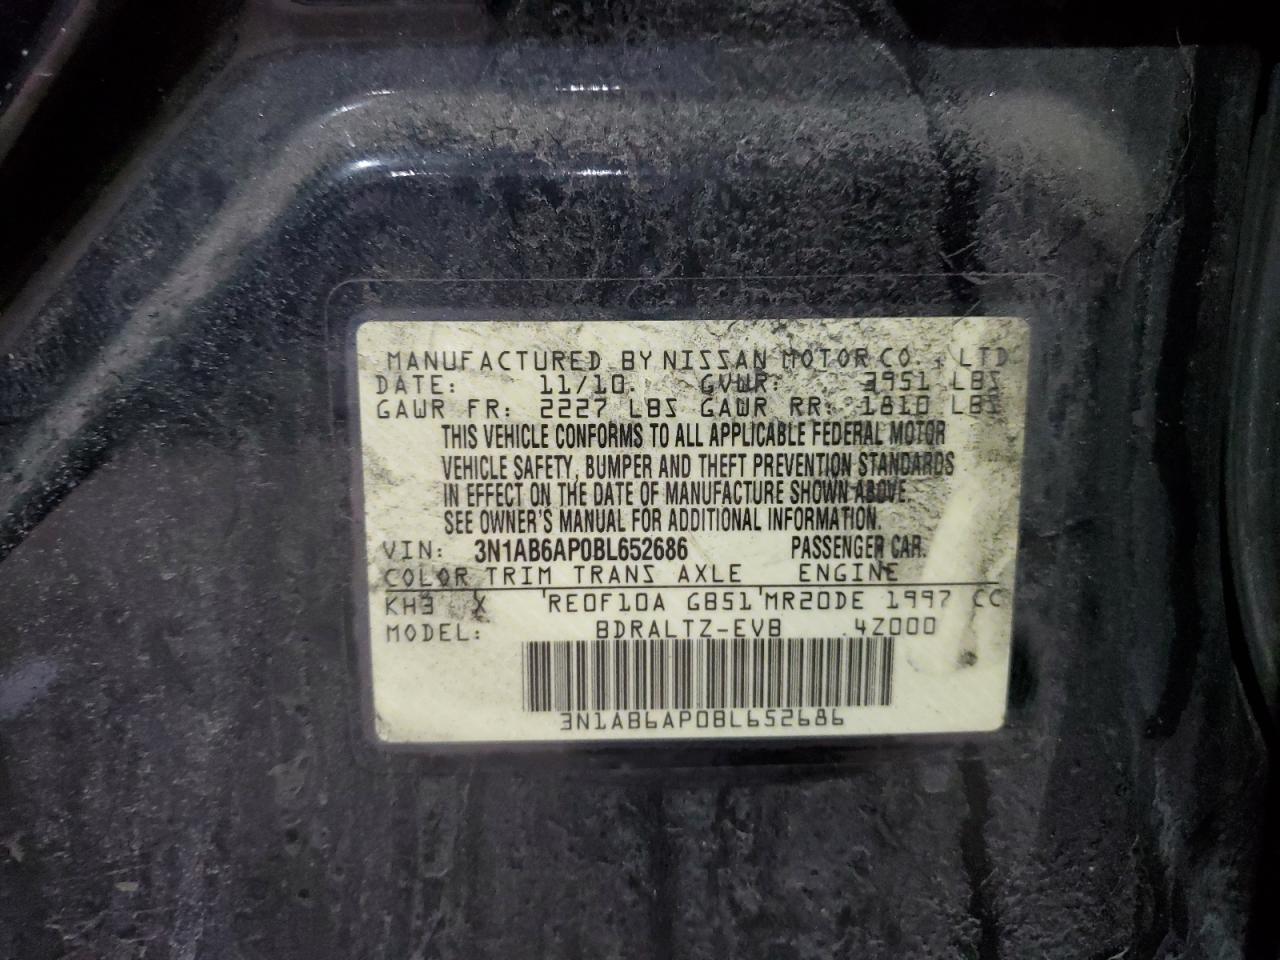 MANUFACTURED BY NISSAN MOTOR CO., LTD
DATE: 11/10 GVWR: 3951 LBS
GAWR FR: 2227 LBS GAWR RR: 1810 LBS
THIS VEHICLE CONFORMS TO ALL APPLICABLE FEDERAL MOTOR
VEHICLE SAFETY, BUMPER AND THEFT PREVENTION STANDARDS
IN EFFECT ON THE DATE OF MANUFACTURE SHOWN ABOVE.
SEE OWNER'S MANUAL FOR ADDITIONAL INFORMATION.
VIN: 3N1AB6AP0BL652686 PASSENGER CAR.
COLOR TRIM TRANS AXLE ENGINE
KH3 X RE0F10A GB51 MR20DE 1997 CC
MODEL: BDRALTZ-EVB 4Z000
3N1AB6AP0BL652686